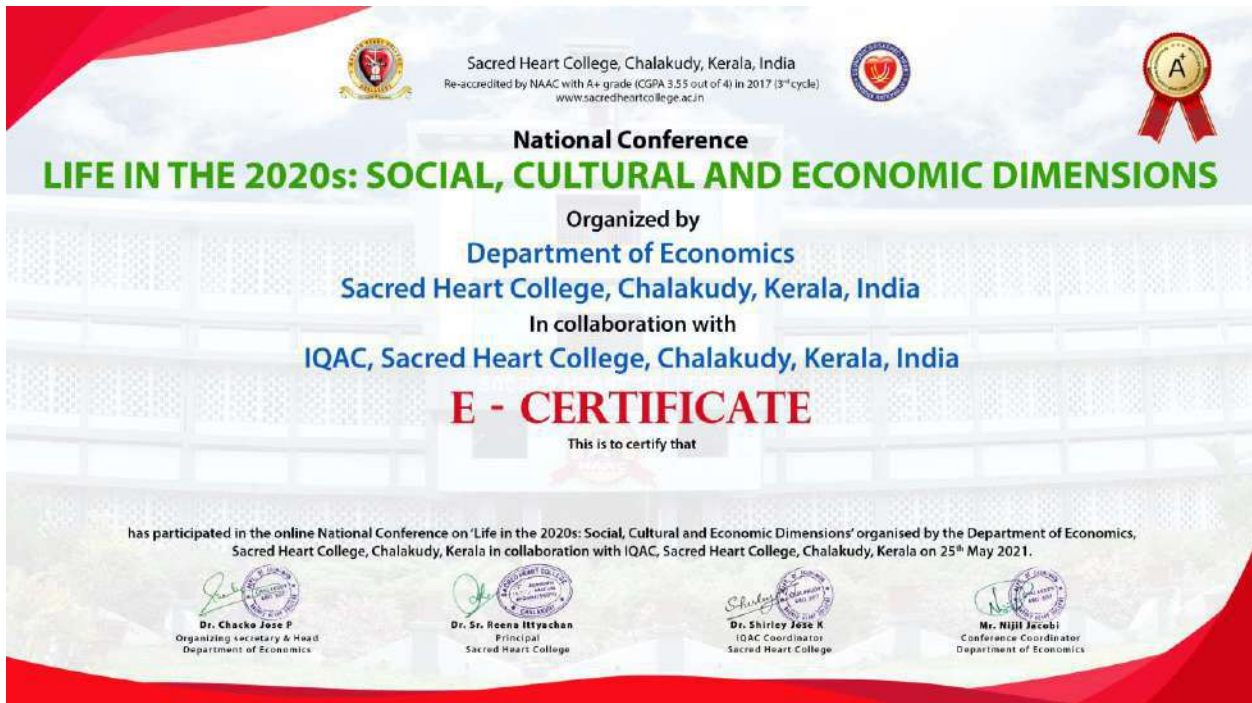 Sacred Heart College, Chalakudy, Kerala, India
Re-accredited by NAAC with A+ grade (CGPA 3.55 out of 4) in 2017 (3rd cycle)
www.sacredheartcollege.ac.in
A+
National Conference
LIFE IN THE 2020s: SOCIAL, CULTURAL AND ECONOMIC DIMENSIONS
Organized by
Department of Economics
Sacred Heart College, Chalakudy, Kerala, India
In collaboration with
IQAC, Sacred Heart College, Chalakudy, Kerala, India
E - CERTIFICATE
This is to certify that
has participated in the online National Conference on 'Life in the 2020s: Social, Cultural and Economic Dimensions' organised by the Department of Economics,
Sacred Heart College, Chalakudy, Kerala in collaboration with IQAC, Sacred Heart College, Chalakudy, Kerala on 25th May 2021.
Dr. Chacko Jose P
Organizing secretary & Head
Department of Economics
Dr. Sr. Reena Ittyachan
Principal
Sacred Heart College
Shirley
Dr. Shirley Jose K
IQAC Coordinator
Sacred Heart College
Mr. Nijil Jacobi
Conference Coordinator
Department of Economics